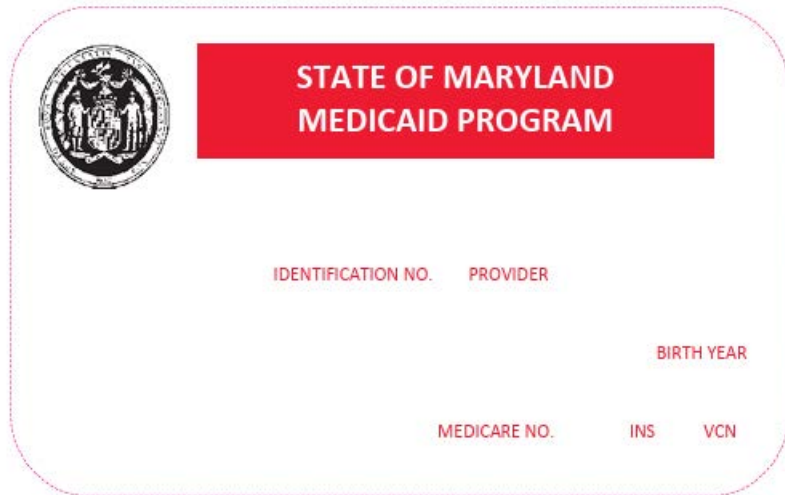 STATE OF MARYLAND
MEDICAID PROGRAM
IDENTIFICATION NO. PROVIDER
BIRTH YEAR
MEDICARE NO. INS VCN